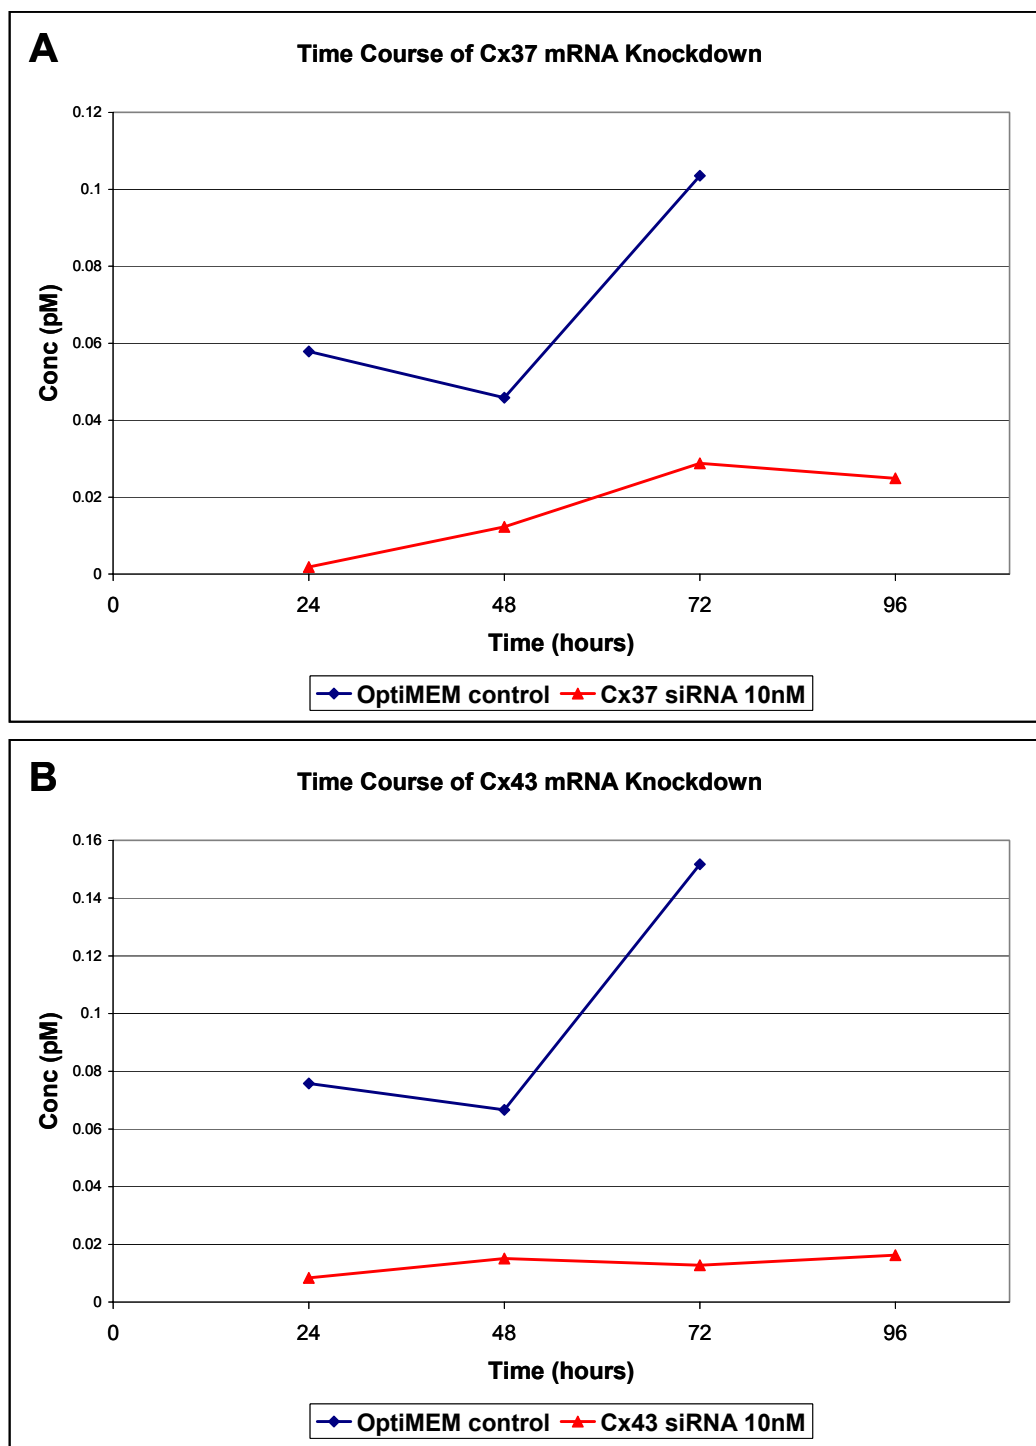 A
Time Course of Cx37 mRNA Knockdown
0.12
0.1
0.08
0.06
0.04
0.02
0
Conc (pM)
0 24 48 72 96
Time (hours)
OptiMEM control Cx37 siRNA 10nM
B
Time Course of Cx43 mRNA Knockdown
0.16
0.14
0.12
0.1
0.08
0.06
0.04
0.02
0
Conc (pM)
0 24 48 72 96
Time (hours)
OptiMEM control Cx43 siRNA 10nM